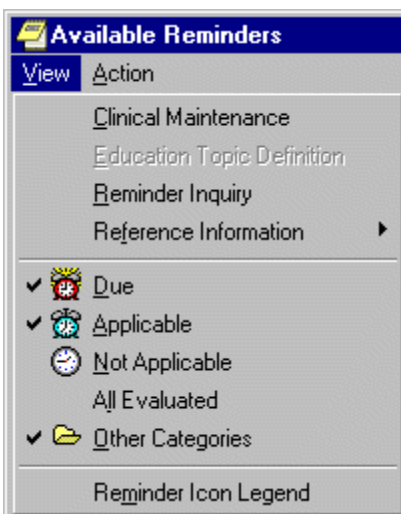 Available Reminders
View Action
Clinical Maintenance
Education Topic Definition
Reminder Inquiry
Reference Information
Due
Applicable
Not Applicable
All Evaluated
Other Categories
Reminder Icon Legend